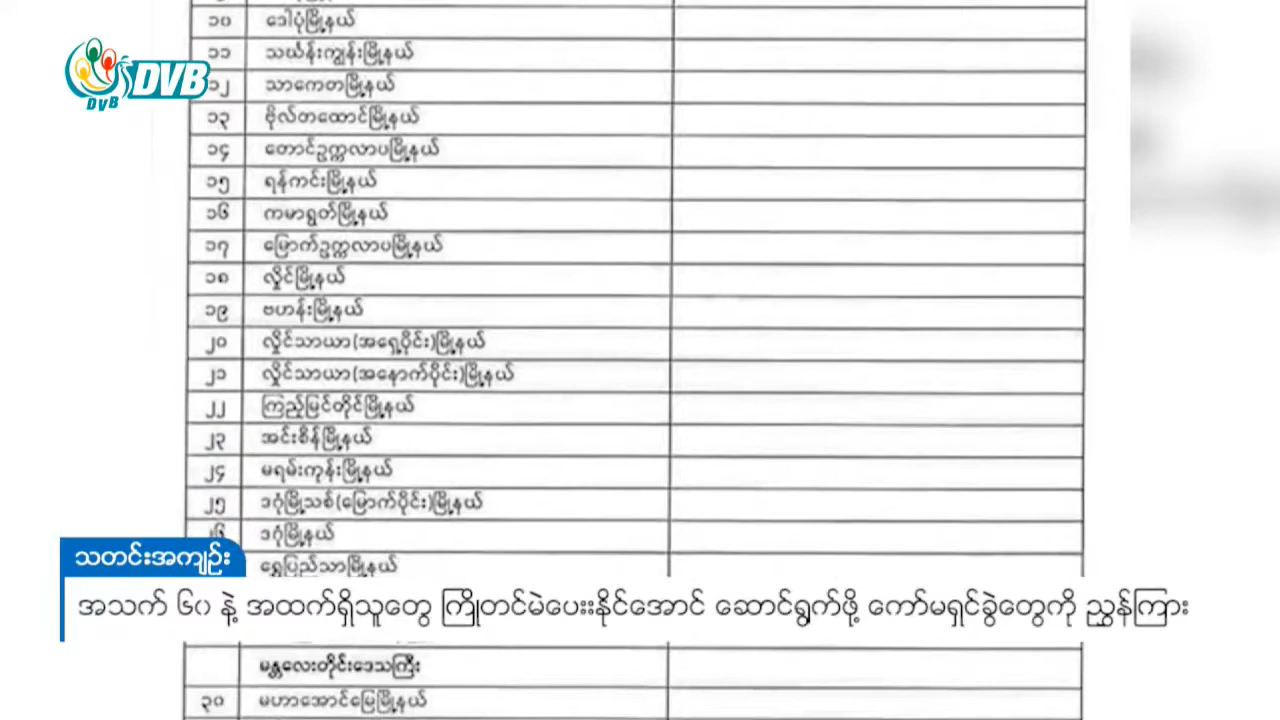 ၁၀ ဒေါပုံမြို့နယ်
၁၁ သင်္ဃန်းကျွန်းမြို့နယ်
DVB
DVB
၁၂ သာကေတမြို့နယ်
၁၃ ဗိုလ်တထောင်မြို့နယ်
၁၄ တောင်ဥက္ကလာပမြို့နယ်
၁၅ ရန်ကင်းမြို့နယ်
၁၆ ကမာရွတ်မြို့နယ်
၁၇ မြောက်ဥက္ကလာပမြို့နယ်
၁၈ လှိုင်မြို့နယ်
၁၉ ဗဟန်းမြို့နယ်
၂၀ လှိုင်သာယာ(အရှေ့ပိုင်း)မြို့နယ်
၂၁ လှိုင်သာယာ(အနောက်ပိုင်း)မြို့နယ်
၂၂ ကြည့်မြင်တိုင်မြို့နယ်
၂၃ အင်းစိန်မြို့နယ်
၂၄ မရမ်းကုန်းမြို့နယ်
၂၅ ဒဂုံမြို့သစ်(မြောက်ပိုင်း)မြို့နယ်
၂၆ ဒဂုံမြို့နယ်
သတင်းအကျဉ်း
ရွှေပြည်သာမြို့နယ်
အသက် ၆၀ နဲ့ အထက်ရှိသူတွေ ကြိုတင်မဲပေးနိုင်အောင် ဆောင်ရွက်ဖို့ ကော်မရှင်ခွဲတွေကို ညွှန်ကြား
မန္တလေးတိုင်းဒေသကြီး
၃၀ မဟာအောင်မြေမြို့နယ်